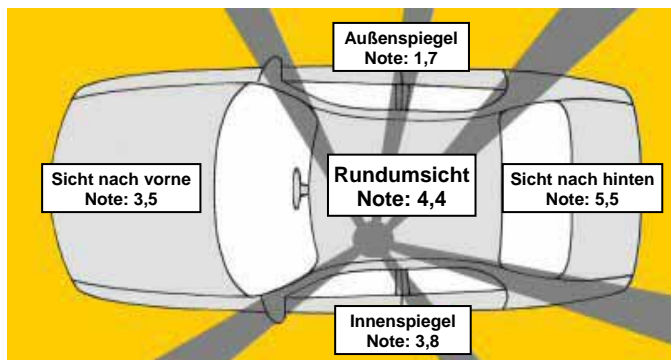 Außenspiegel
Note: 1,7
Sicht nach vorne
Note: 3,5
Rundumsicht
Note: 4,4
Sicht nach hinten
Note: 5,5
Innenspiegel
Note: 3,8